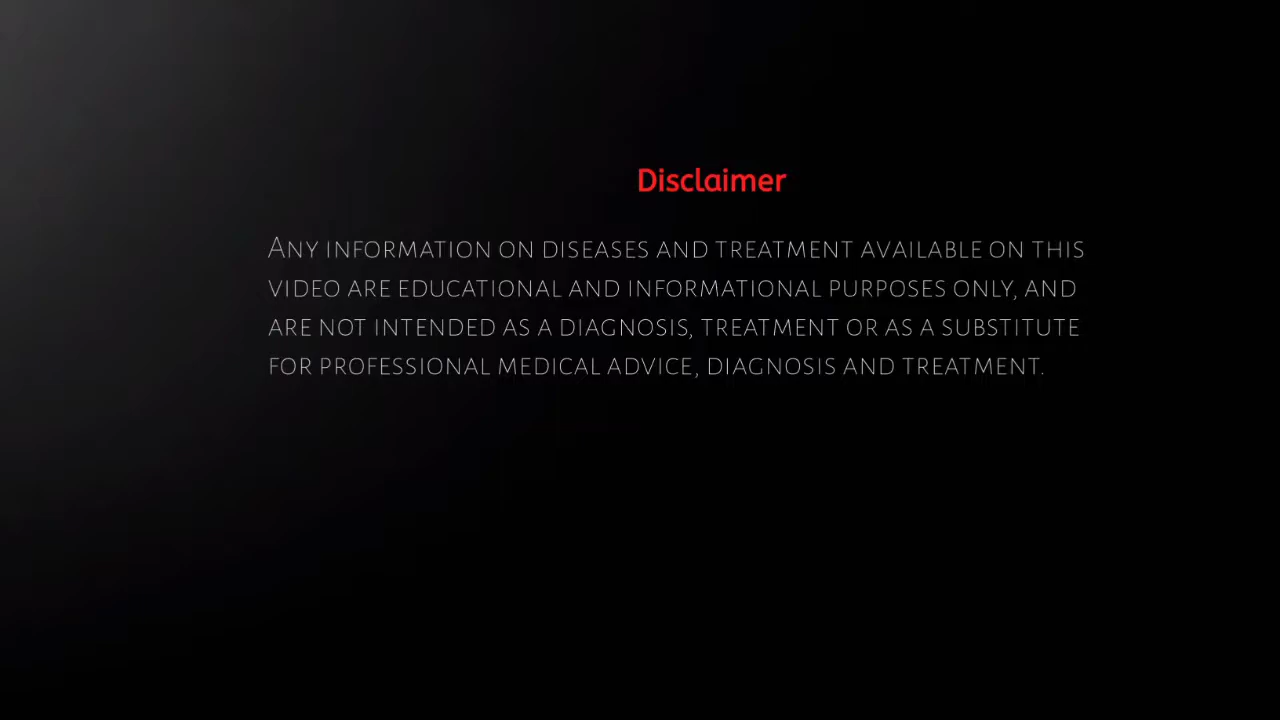 Disclaimer
Any information on diseases and treatment available on this
video are educational and informational purposes only, and
are not intended as a diagnosis, treatment or as a substitute
for professional medical advice, diagnosis and treatment.